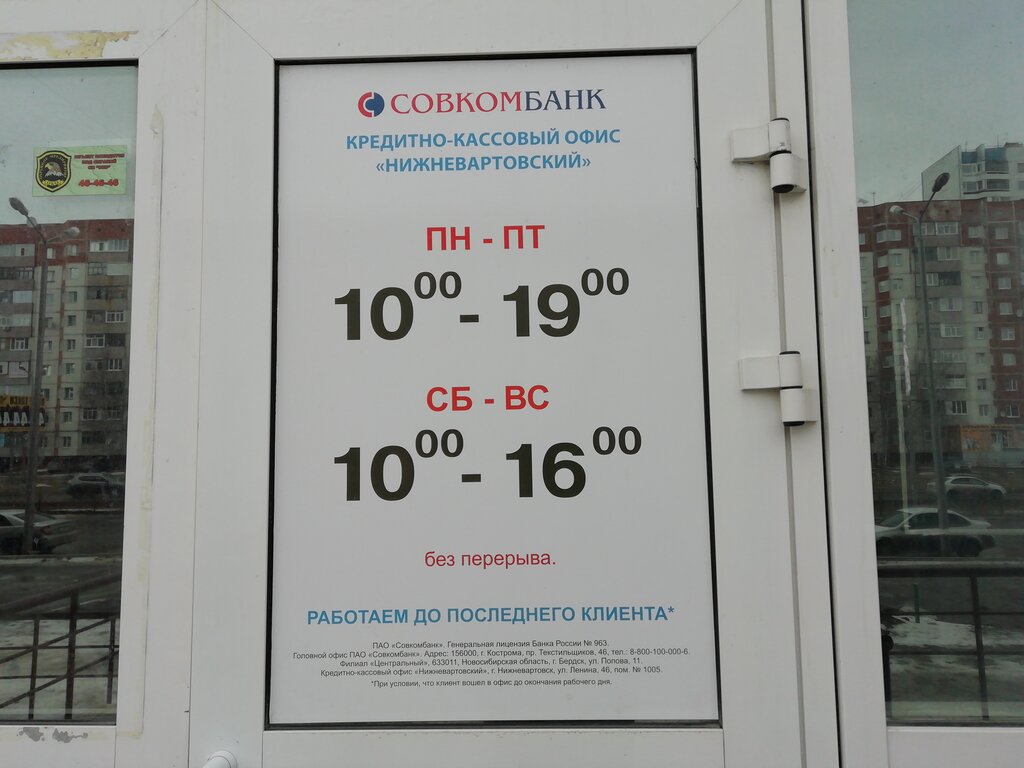 СОВКОМБАНК
КРЕДИТНО-КАССОВЫЙ ОФИС
«НИЖНЕВАРТОВСКИЙ»
ПН - ПТ
10⁰⁰ - 19⁰⁰
СБ - ВС
10⁰⁰ - 16⁰⁰
без перерыва.
РАБОТАЕМ ДО ПОСЛЕДНЕГО КЛИЕНТА*
ПАО «Совкомбанк». Генеральная лицензия Банка России № 963.
Головной офис ПАО «Совкомбанк». Адрес: 156000, г. Кострома, пр. Текстильщиков, 46, тел.: 8-800-100-000-6.
Филиал «Центральный», 633011, Новосибирская область, г. Бердск, ул. Попова, 11.
Кредитно-кассовый офис «Нижневартовский», г. Нижневартовск, ул. Ленина, 46, пом. № 1005.
*При условии, что клиент вошел в офис до окончания рабочего дня.